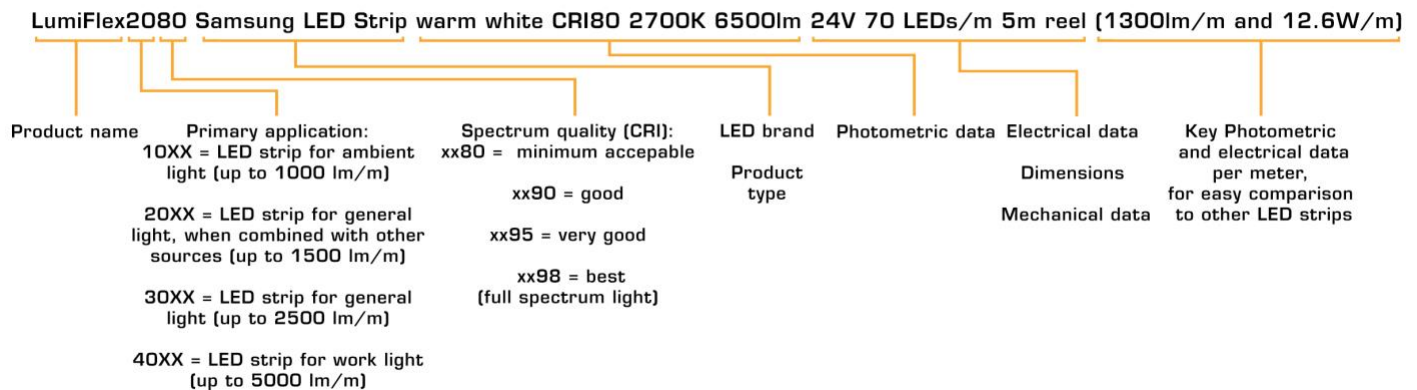 LumiFlex2080 Samsung LED Strip warm white CRI80 2700K 6500lm 24V 70 LEDs/m 5m reel (1300lm/m and 12.6W/m)
Product name
Primary application:
10XX = LED strip for ambient
light (up to 1000 lm/m)
20XX = LED strip for general
light, when combined with other
sources (up to 1500 lm/m)
30XX = LED strip for general
light (up to 2500 lm/m)
40XX = LED strip for work light
(up to 5000 lm/m)
Spectrum quality (CRI):
xx80 = minimum accepable
xx90 = good
xx95 = very good
xx98 = best
(full spectrum light)
LED brand
Product
type
Photometric data
Electrical data
Dimensions
Mechanical data
Key Photometric
and electrical data
per meter,
for easy comparison
to other LED strips